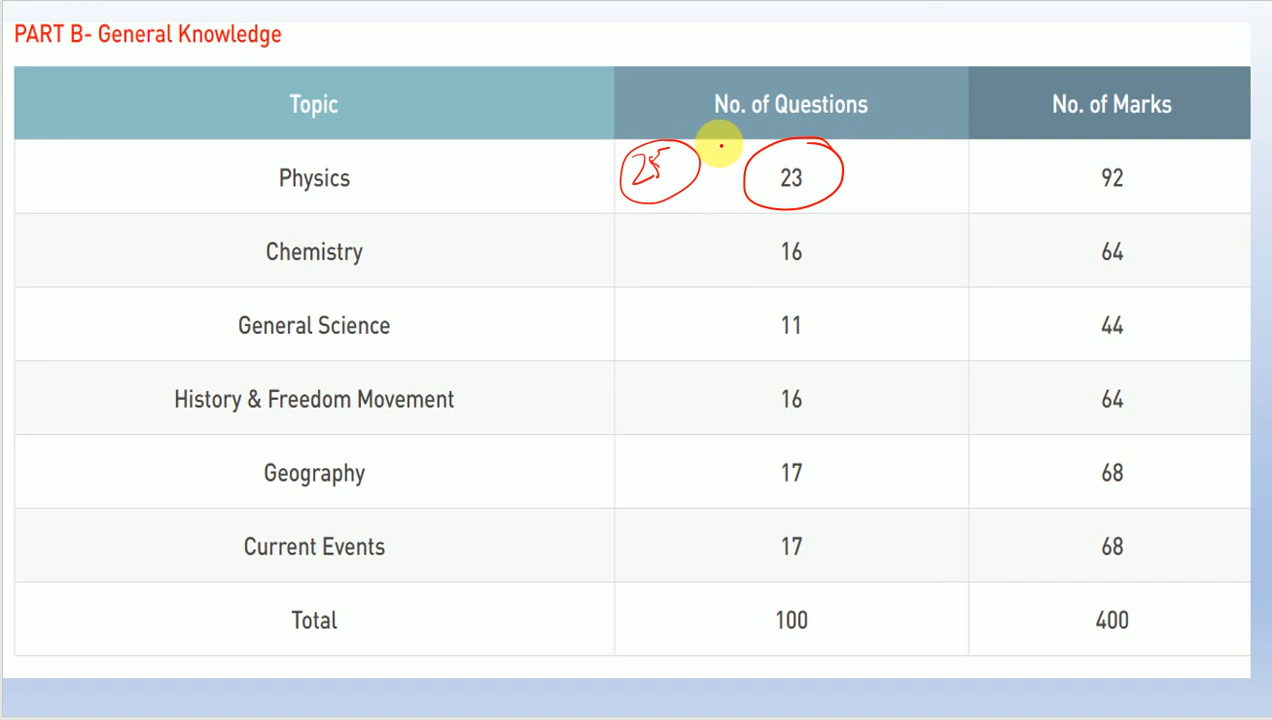 PART B- General Knowledge
Topic No. of Questions No. of Marks
Physics 25 23 92
Chemistry 16 64
General Science 11 44
History & Freedom Movement 16 64
Geography 17 68
Current Events 17 68
Total 100 400